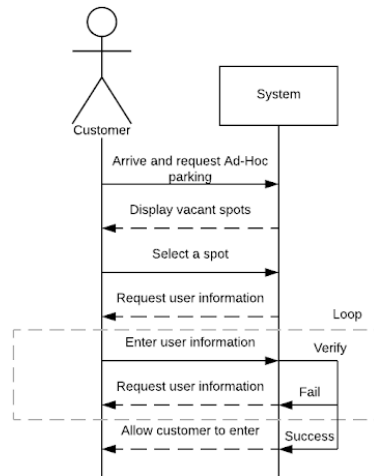 System
Customer
Arrive and request Ad-Hoc
parking
Display vacant spots
Select a spot
Request user information
Loop
Enter user information
Verify
Request user information
Fail
Allow customer to enter
Success